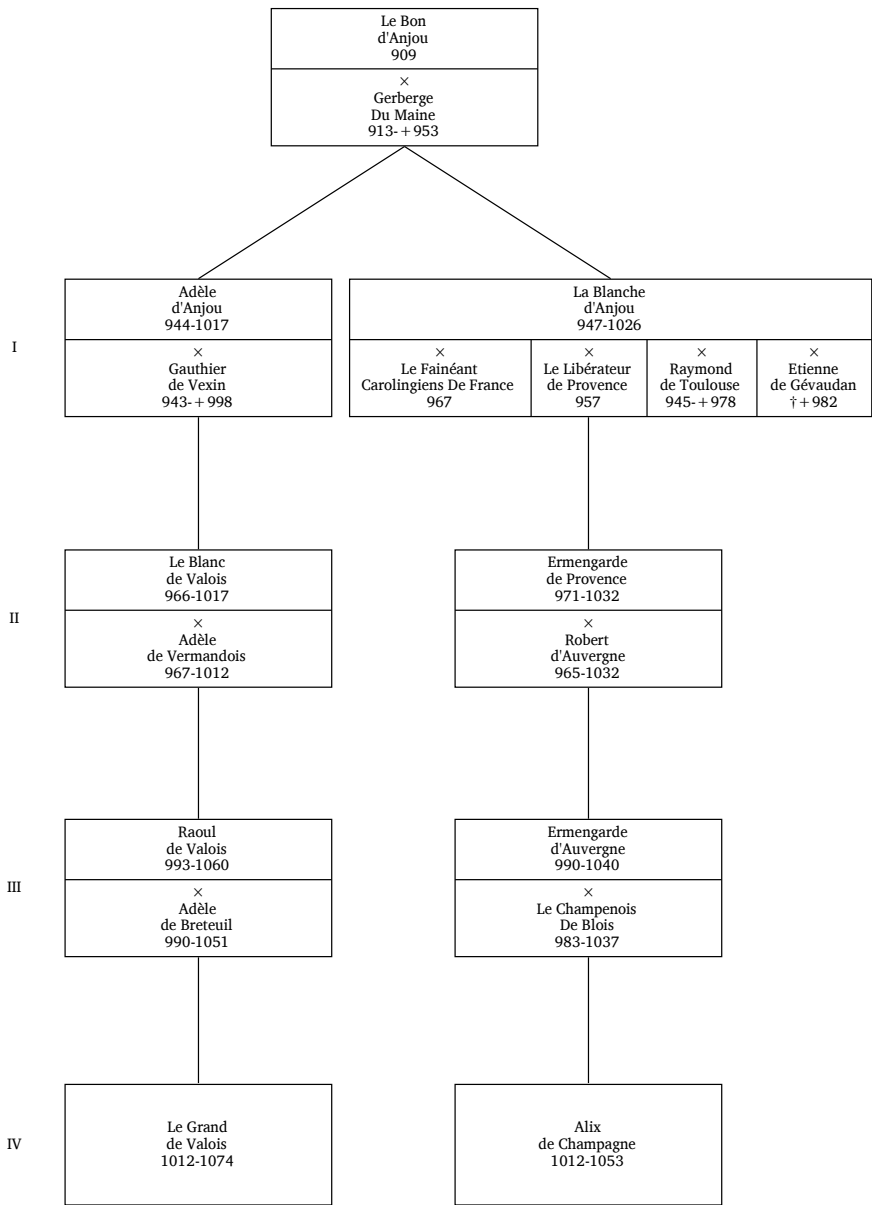 Le Bon
d'Anjou
909
×
Gerberge
Du Maine
913-+953
I
Adèle
d'Anjou
944-1017
×
Gauthier
de Vexin
943-+998
La Blanche
d'Anjou
947-1026
×
Le Fainéant
Carolingiens De France
967
×
Le Libérateur
de Provence
957
×
Raymond
de Toulouse
945-+978
×
Etienne
de Gévaudan
†+982
II
Le Blanc
de Valois
966-1017
×
Adèle
de Vermandois
967-1012
Ermengarde
de Provence
971-1032
×
Robert
d'Auvergne
965-1032
III
Raoul
de Valois
993-1060
×
Adèle
de Breteuil
990-1051
Ermengarde
d'Auvergne
990-1040
×
Le Champenois
De Blois
983-1037
IV
Le Grand
de Valois
1012-1074
Alix
de Champagne
1012-1053